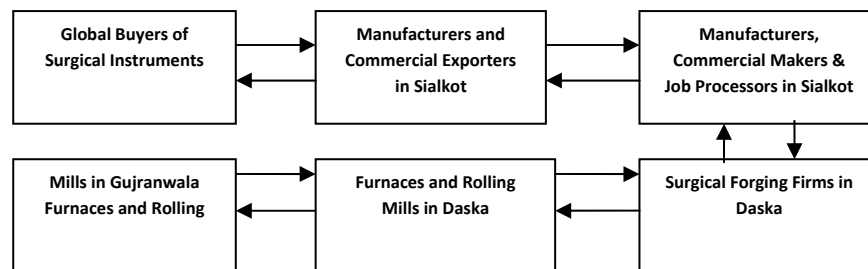 Global Buyers of
Surgical Instruments
Manufacturers and
Commercial Exporters
in Sialkot
Manufacturers,
Commercial Makers &
Job Processors in Sialkot
Mills in Gujranwala
Furnaces and Rolling
Furnaces and Rolling
Mills in Daska
Surgical Forging Firms in
Daska